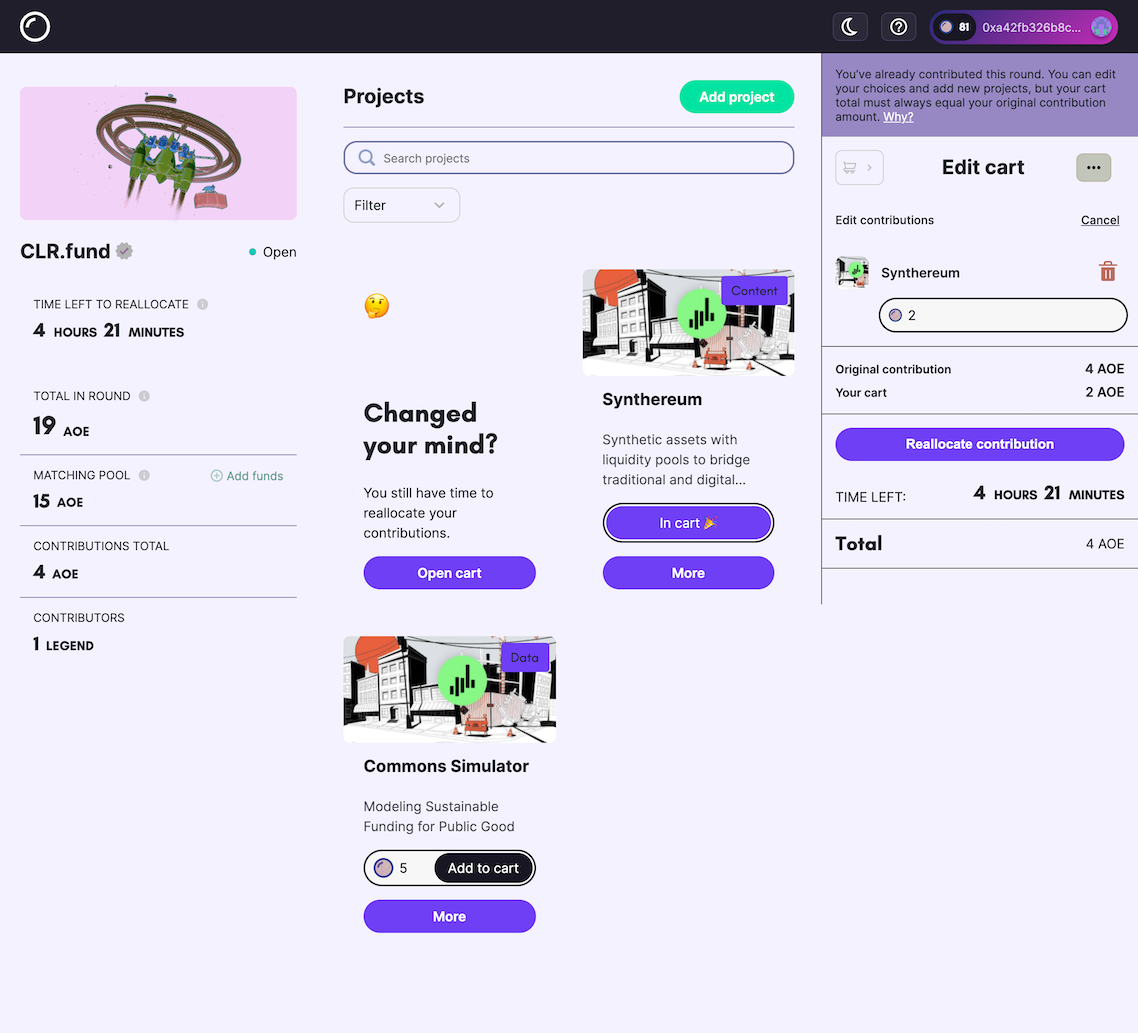 81 0xa42fb326b8c...
CLR.fund
Open
TIME LEFT TO REALLOCATE
4 HOURS 21 MINUTES
TOTAL IN ROUND
19 AOE
MATCHING POOL
Add funds
15 AOE
CONTRIBUTIONS TOTAL
4 AOE
CONTRIBUTORS
1 LEGEND
Projects
Add project
Search projects
Filter
Changed
your mind?
You still have time to
reallocate your
contributions.
Open cart
Content
Synthereum
Synthetic assets with
liquidity pools to bridge
traditional and digital...
In cart 🎉
More
Data
Commons Simulator
Modeling Sustainable
Funding for Public Good
5
Add to cart
More
You've already contributed this round. You can edit
your choices and add new projects, but your cart
total must always equal your original contribution
amount. Why?
Edit cart
Edit contributions
Cancel
Synthereum
2
Original contribution 4 AOE
Your cart 2 AOE
Reallocate contribution
TIME LEFT: 4 HOURS 21 MINUTES
Total 4 AOE